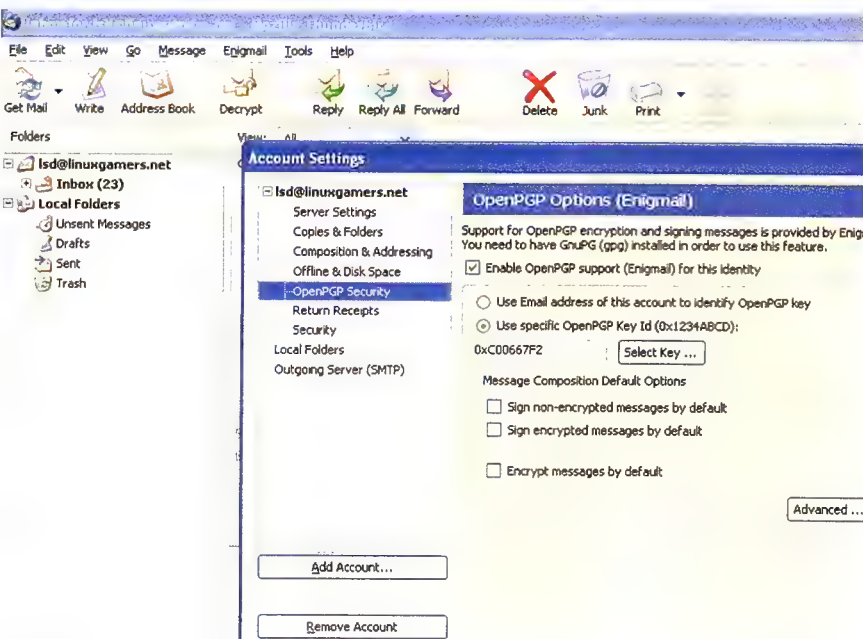 File Edit View Go Message Enigmail Tools Help
Get Mail Write Address Book Decrypt Reply Reply All Forward Delete Junk Print
Folders
View: All
lsd@linuxgamers.net
Inbox (23)
Local Folders
Unsent Messages
Drafts
Sent
Trash
Account Settings
lsd@linuxgamers.net
Server Settings
Copies & Folders
Composition & Addressing
Offline & Disk Space
OpenPGP Security
Return Receipts
Security
Local Folders
Outgoing Server (SMTP)
Add Account...
Remove Account
OpenPGP Options (Enigmail)
Support for OpenPGP encryption and signing messages is provided by Enig
You need to have GnuPG (gpg) installed in order to use this feature.
Enable OpenPGP support (Enigmail) for this identity
Use Email address of this account to identify OpenPGP key
Use specific OpenPGP Key Id (0x1234ABCD):
0xC00667F2 Select Key ...
Message Composition Default Options
Sign non-encrypted messages by default
Sign encrypted messages by default
Encrypt messages by default
Advanced ...